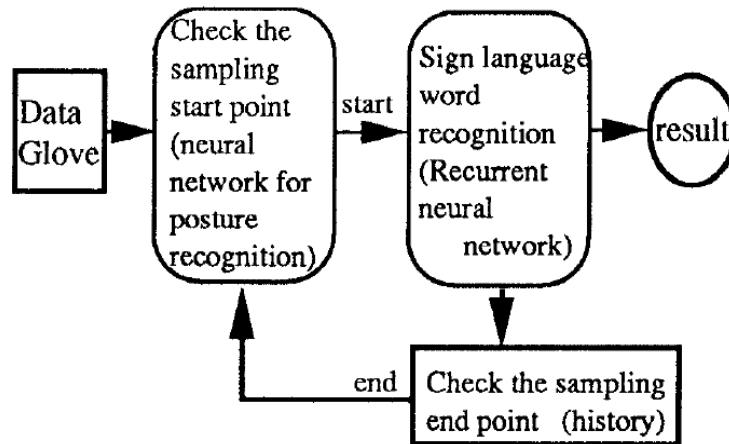 Data
Glove
Check the
sampling
start point
(neural
network for
posture
recognition)
start
Sign language
word
recognition
(Recurrent
neural
network)
result
end
Check the sampling
end point (history)